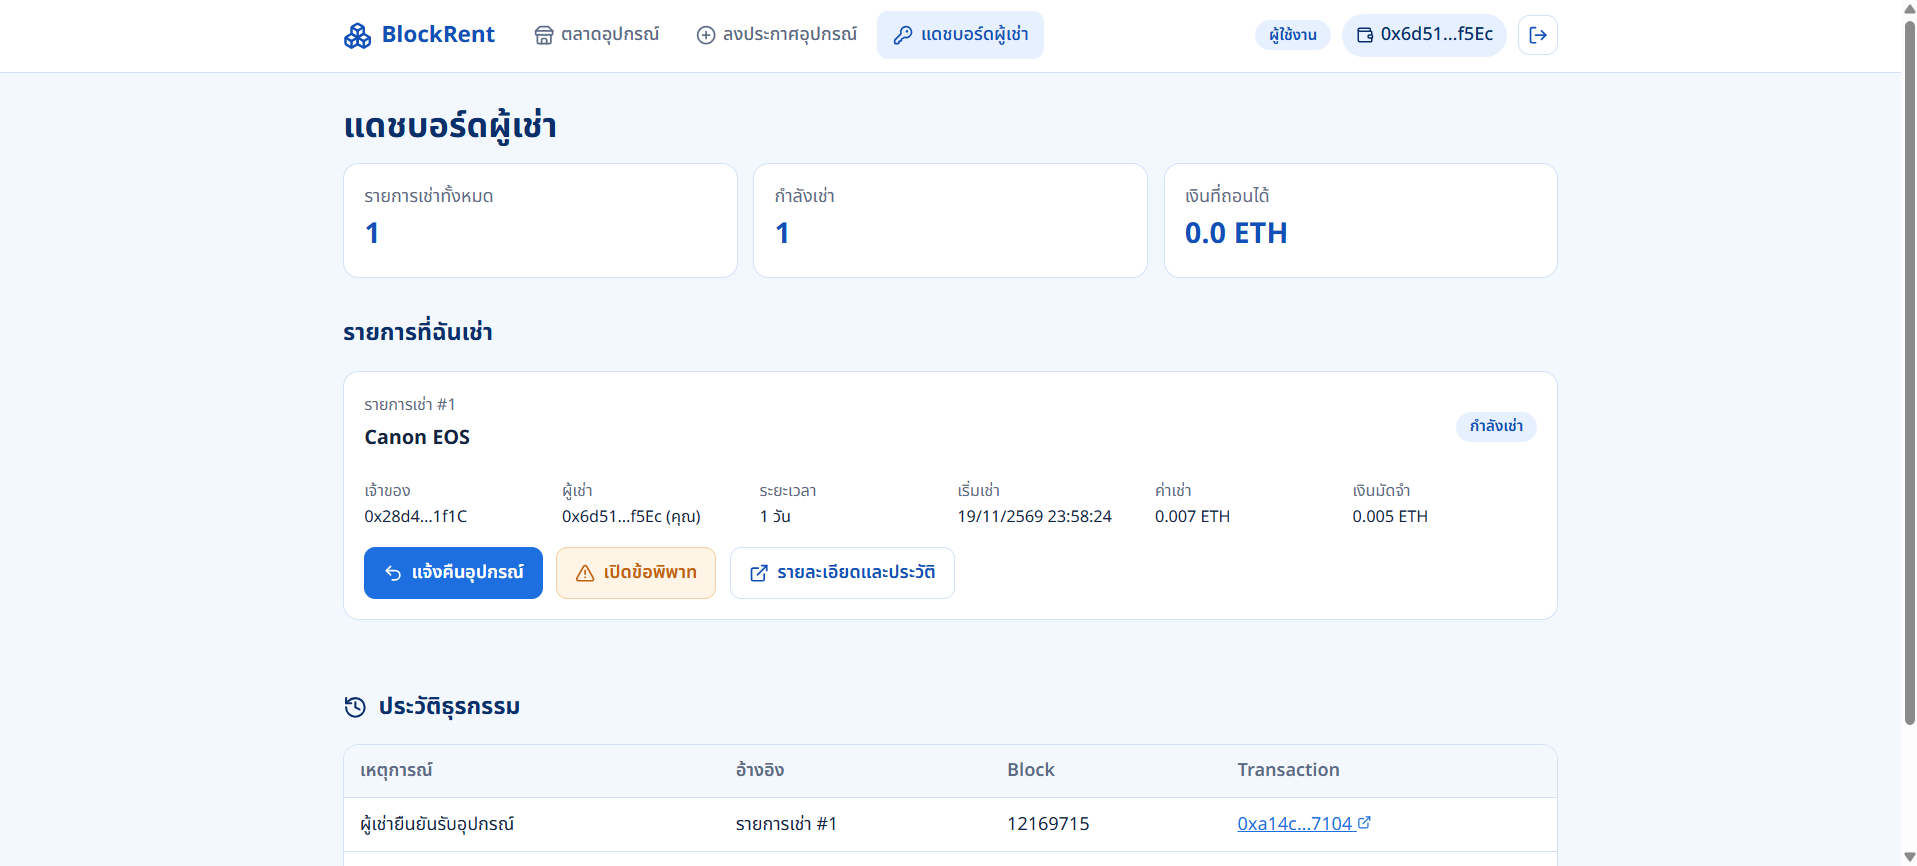 BlockRent
ตลาดอุปกรณ์
ลงประกาศอุปกรณ์
แดชบอร์ดผู้เช่า
ผู้ใช้งาน
0x6d51...f5Ec
แดชบอร์ดผู้เช่า
รายการเช่าทั้งหมด
1
กำลังเช่า
1
เงินที่ถอนได้
0.0 ETH
รายการที่ฉันเช่า
รายการเช่า #1
Canon EOS
กำลังเช่า
เจ้าของ
0x28d4...1f1C
ผู้เช่า
0x6d51...f5Ec (คุณ)
ระยะเวลา
1 วัน
เริ่มเช่า
19/11/2569 23:58:24
ค่าเช่า
0.007 ETH
เงินมัดจำ
0.005 ETH
แจ้งคืนอุปกรณ์
เปิดข้อพิพาท
รายละเอียดและประวัติ
ประวัติธุรกรรม
เหตุการณ์ อ้างอิง Block Transaction
ผู้เช่ายืนยันรับอุปกรณ์ รายการเช่า #1 12169715 0xa14c...7104